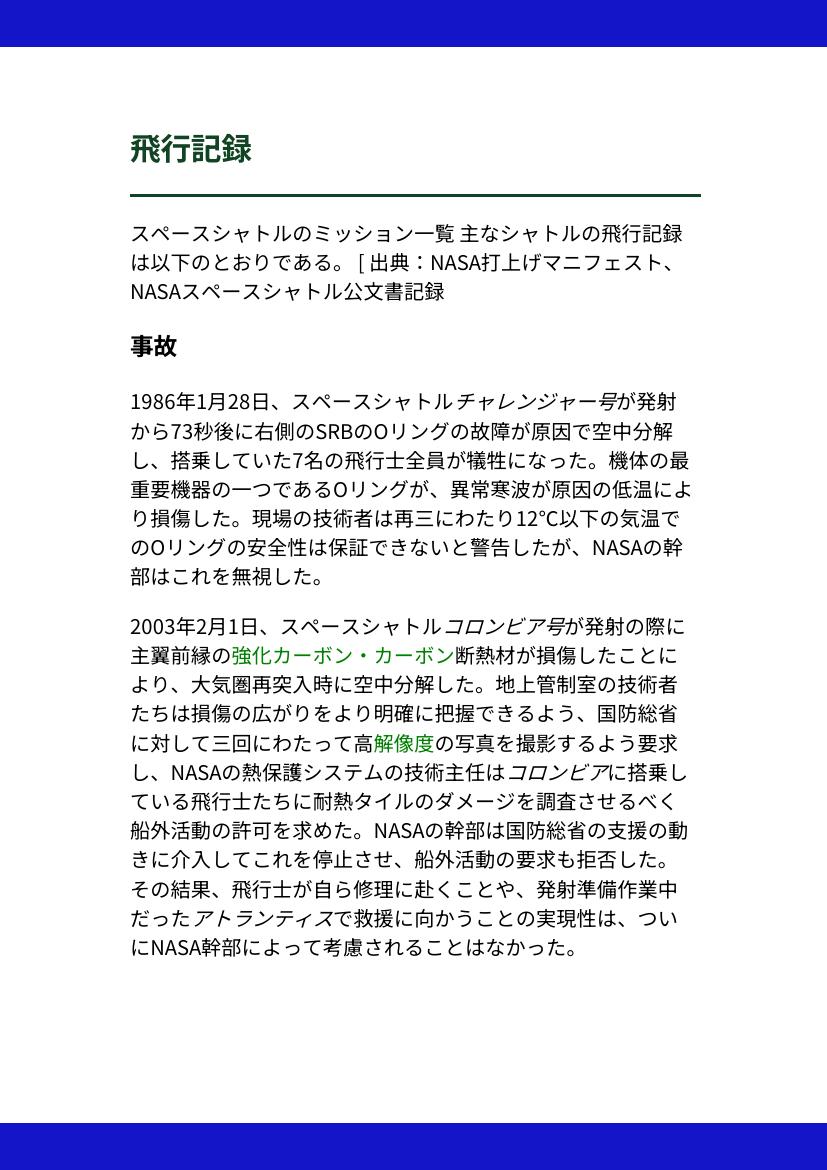 飛行記録
スペースシャトルのミッション一覧 主なシャトルの飛行記録
は以下のとおりである。 [ 出典：NASA打上げマニフェスト、
NASAスペースシャトル公文書記録
事故
1986年1月28日、スペースシャトルチャレンジャー号が発射
から73秒後に右側のSRBのOリングの故障が原因で空中分解
し、搭乗していた7名の飛行士全員が犠牲になった。機体の最
重要機器の一つであるOリングが、異常寒波が原因の低温によ
り損傷した。現場の技術者は再三にわたり12℃以下の気温で
のOリングの安全性は保証できないと警告したが、NASAの幹
部はこれを無視した。
2003年2月1日、スペースシャトルコロンビア号が発射の際に
主翼前縁の強化カーボン・カーボン断熱材が損傷したことに
より、大気圏再突入時に空中分解した。地上管制室の技術者
たちは損傷の広がりをより明確に把握できるよう、国防総省
に対して三回にわたって高解像度の写真を撮影するよう要求
し、NASAの熱保護システムの技術主任はコロンビアに搭乗し
ている飛行士たちに耐熱タイルのダメージを調査させるべく
船外活動の許可を求めた。NASAの幹部は国防総省の支援の動
きに介入してこれを停止させ、船外活動の要求も拒否した。
その結果、飛行士が自ら修理に赴くことや、発射準備作業中
だったアトランティスで救援に向かうことの実現性は、つい
にNASA幹部によって考慮されることはなかった。